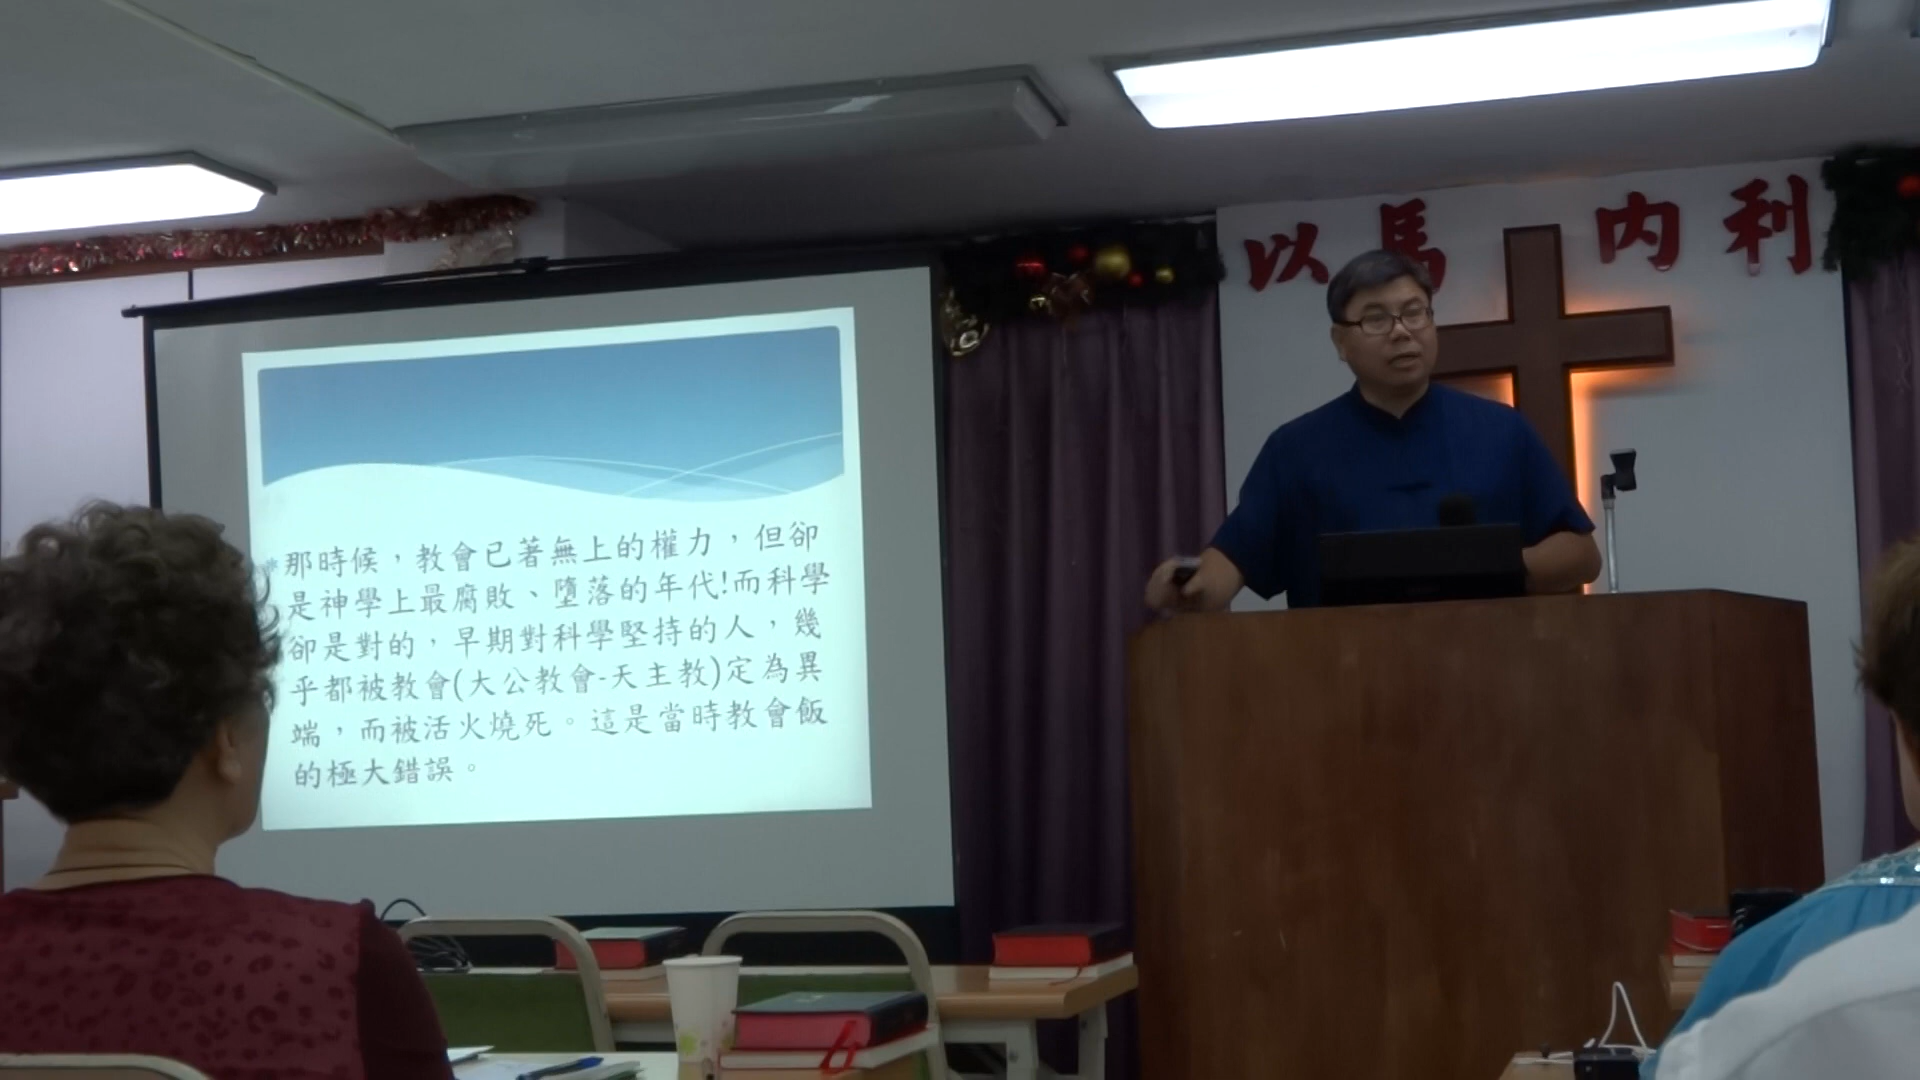 以馬內利
那時候，教會已著無上的權力，但卻
是神學上最腐敗、墮落的年代!而科學
卻是對的，早期對科學堅持的人，幾
乎都被教會(大公教會-天主教)定為異
端，而被活火燒死。這是當時教會飯
的極大錯誤。